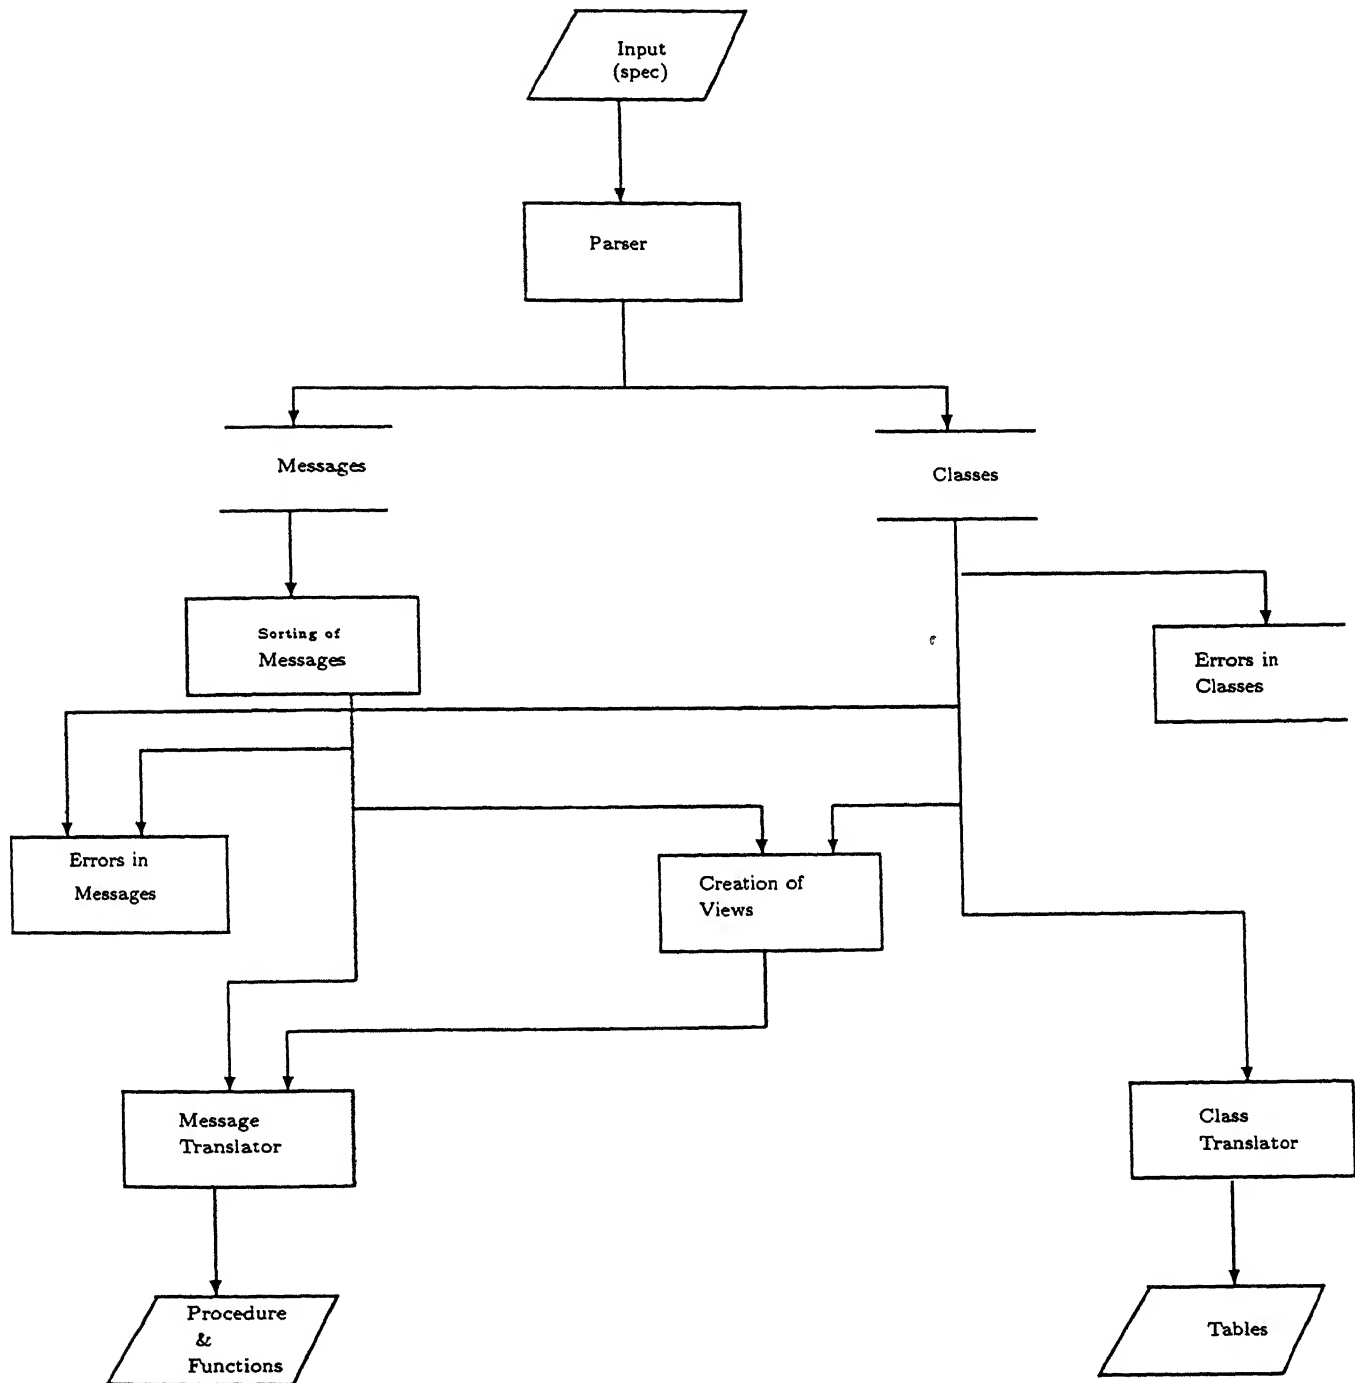 Input
(spec)
Parser
Messages
Classes
Sorting of
Messages
Errors in
Classes
Errors in
Messages
Creation of
Views
Message
Translator
Class
Translator
Procedure
&
Functions
Tables